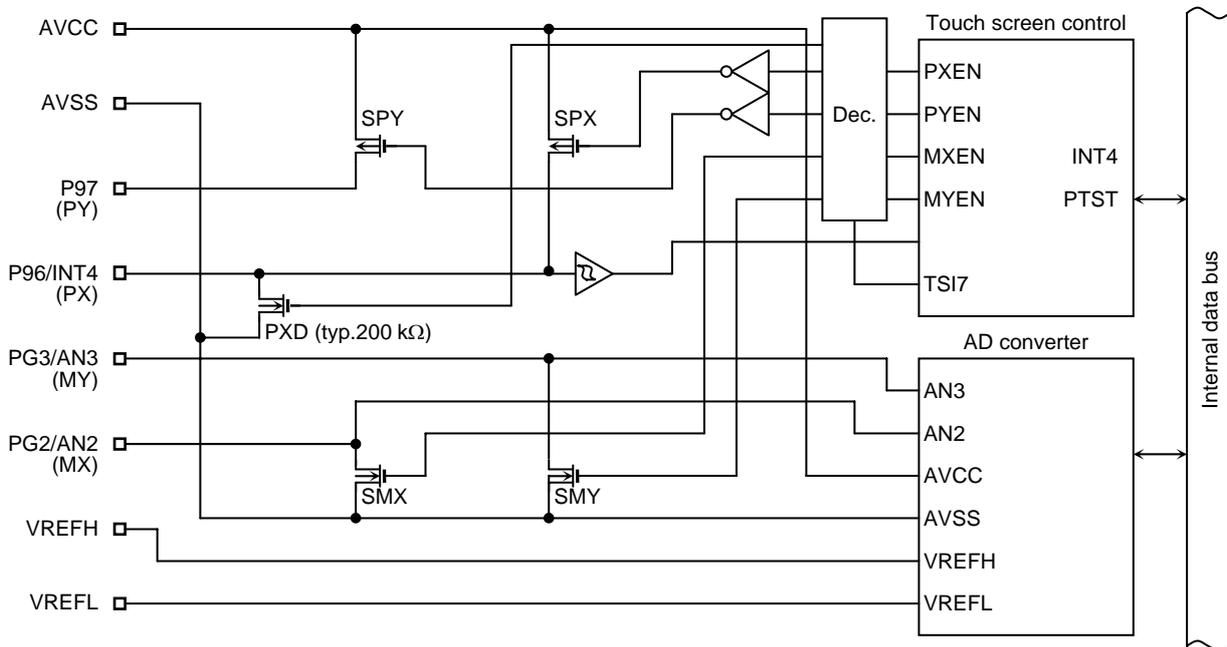 Touch screen control
AVCC
AVSS
P97
(PY)
P96/INT4
(PX)
PG3/AN3
(MY)
PG2/AN2
(MX)
VREFH
VREFL
SPY
SPX
PXD (typ.200 kΩ)
SMX
SMY
Dec.
PXEN
PYEN
MXEN
MYEN
TSI7
INT4
PTST
AD converter
AN3
AN2
AVCC
AVSS
VREFH
VREFL
Internal data bus